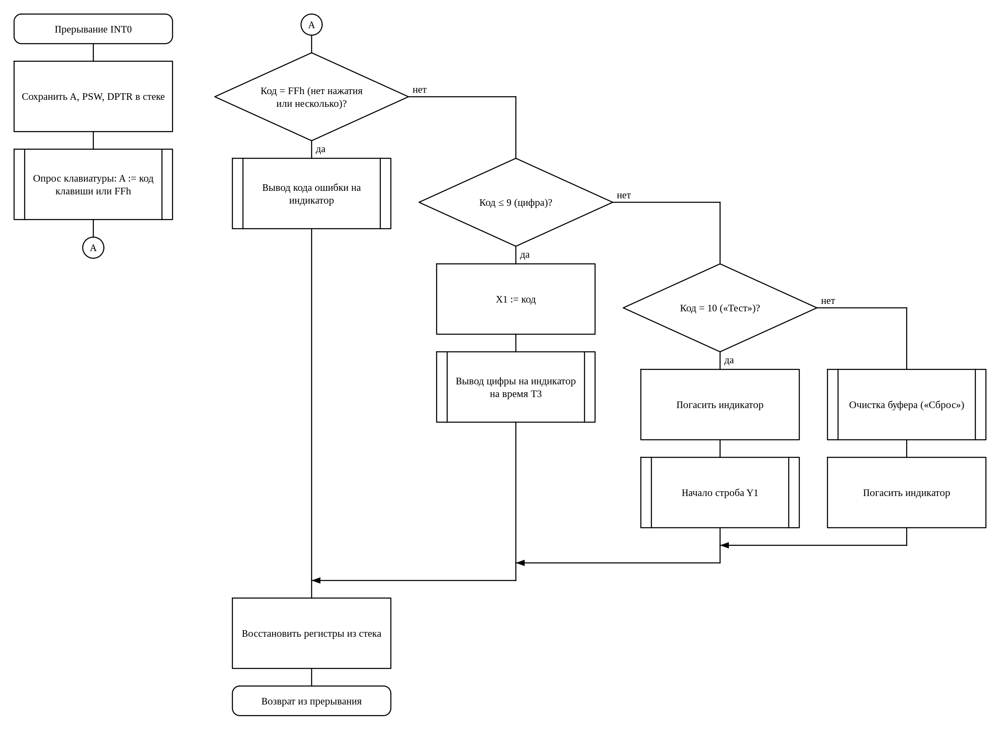 Прерывание INT0
Сохранить A, PSW, DPTR в стеке
Опрос клавиатуры: A := код
клавиши или FFh
А
А
Код = FFh (нет нажатия
или несколько)?
нет
да
Вывод кода ошибки на
индикатор
Код ≤ 9 (цифра)?
нет
да
X1 := код
Вывод цифры на индикатор
на время T3
Код = 10 («Тест»)?
нет
да
Погасить индикатор
Начало строба Y1
Очистка буфера («Сброс»)
Погасить индикатор
Восстановить регистры из стека
Возврат из прерывания